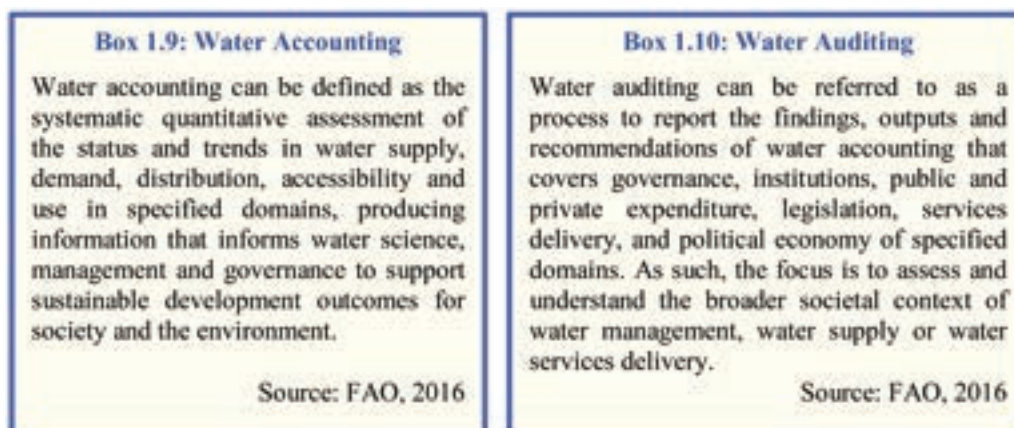 Box 1.9: Water Accounting
Water accounting can be defined as the
systematic quantitative assessment of
the status and trends in water supply,
demand, distribution, accessibility and
use in specified domains, producing
information that informs water science,
management and governance to support
sustainable development outcomes for
society and the environment.
Source: FAO, 2016
Box 1.10: Water Auditing
Water auditing can be referred to as a
process to report the findings, outputs and
recommendations of water accounting that
covers governance, institutions, public and
private expenditure, legislation, services
delivery, and political economy of specified
domains. As such, the focus is to assess and
understand the broader societal context of
water management, water supply or water
services delivery.
Source: FAO, 2016